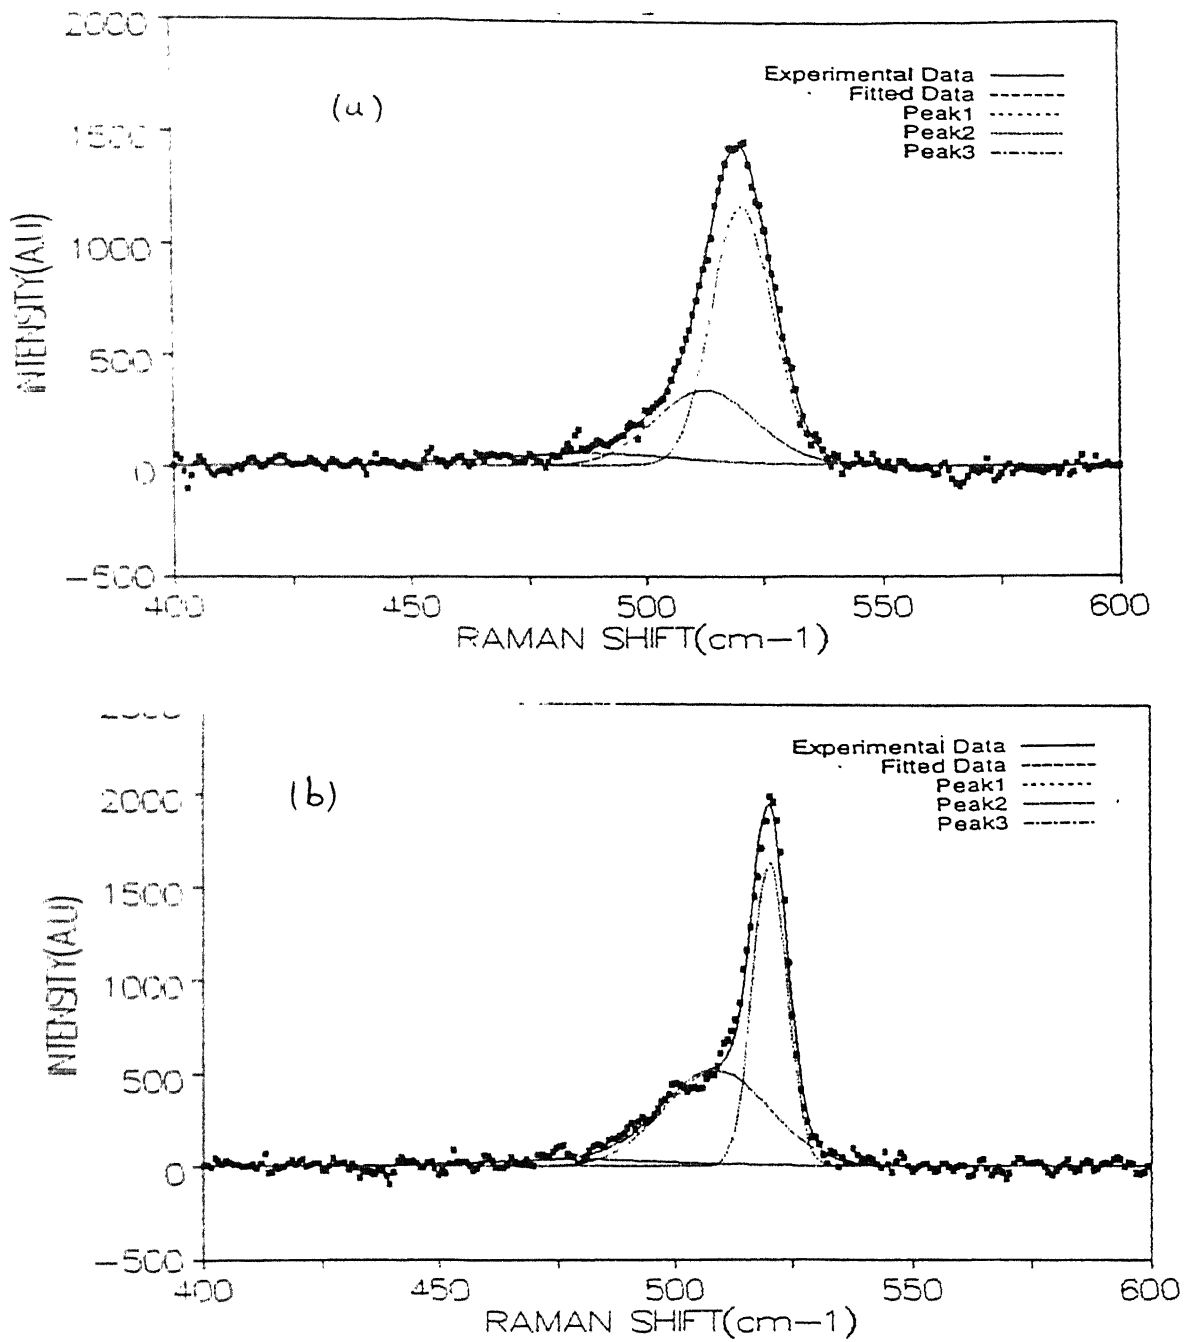 2000
(a)
Experimental Data
Fitted Data
Peak1
Peak2
Peak3
1500
1000
500
0
-500
INTENSITY(A.U)
400 450 500 550 600
RAMAN SHIFT(cm-1)
(b)
Experimental Data
Fitted Data
Peak1
Peak2
Peak3
2000
1500
1000
500
0
-500
INTENSITY(A.U)
400 450 500 550 600
RAMAN SHIFT(cm-1)